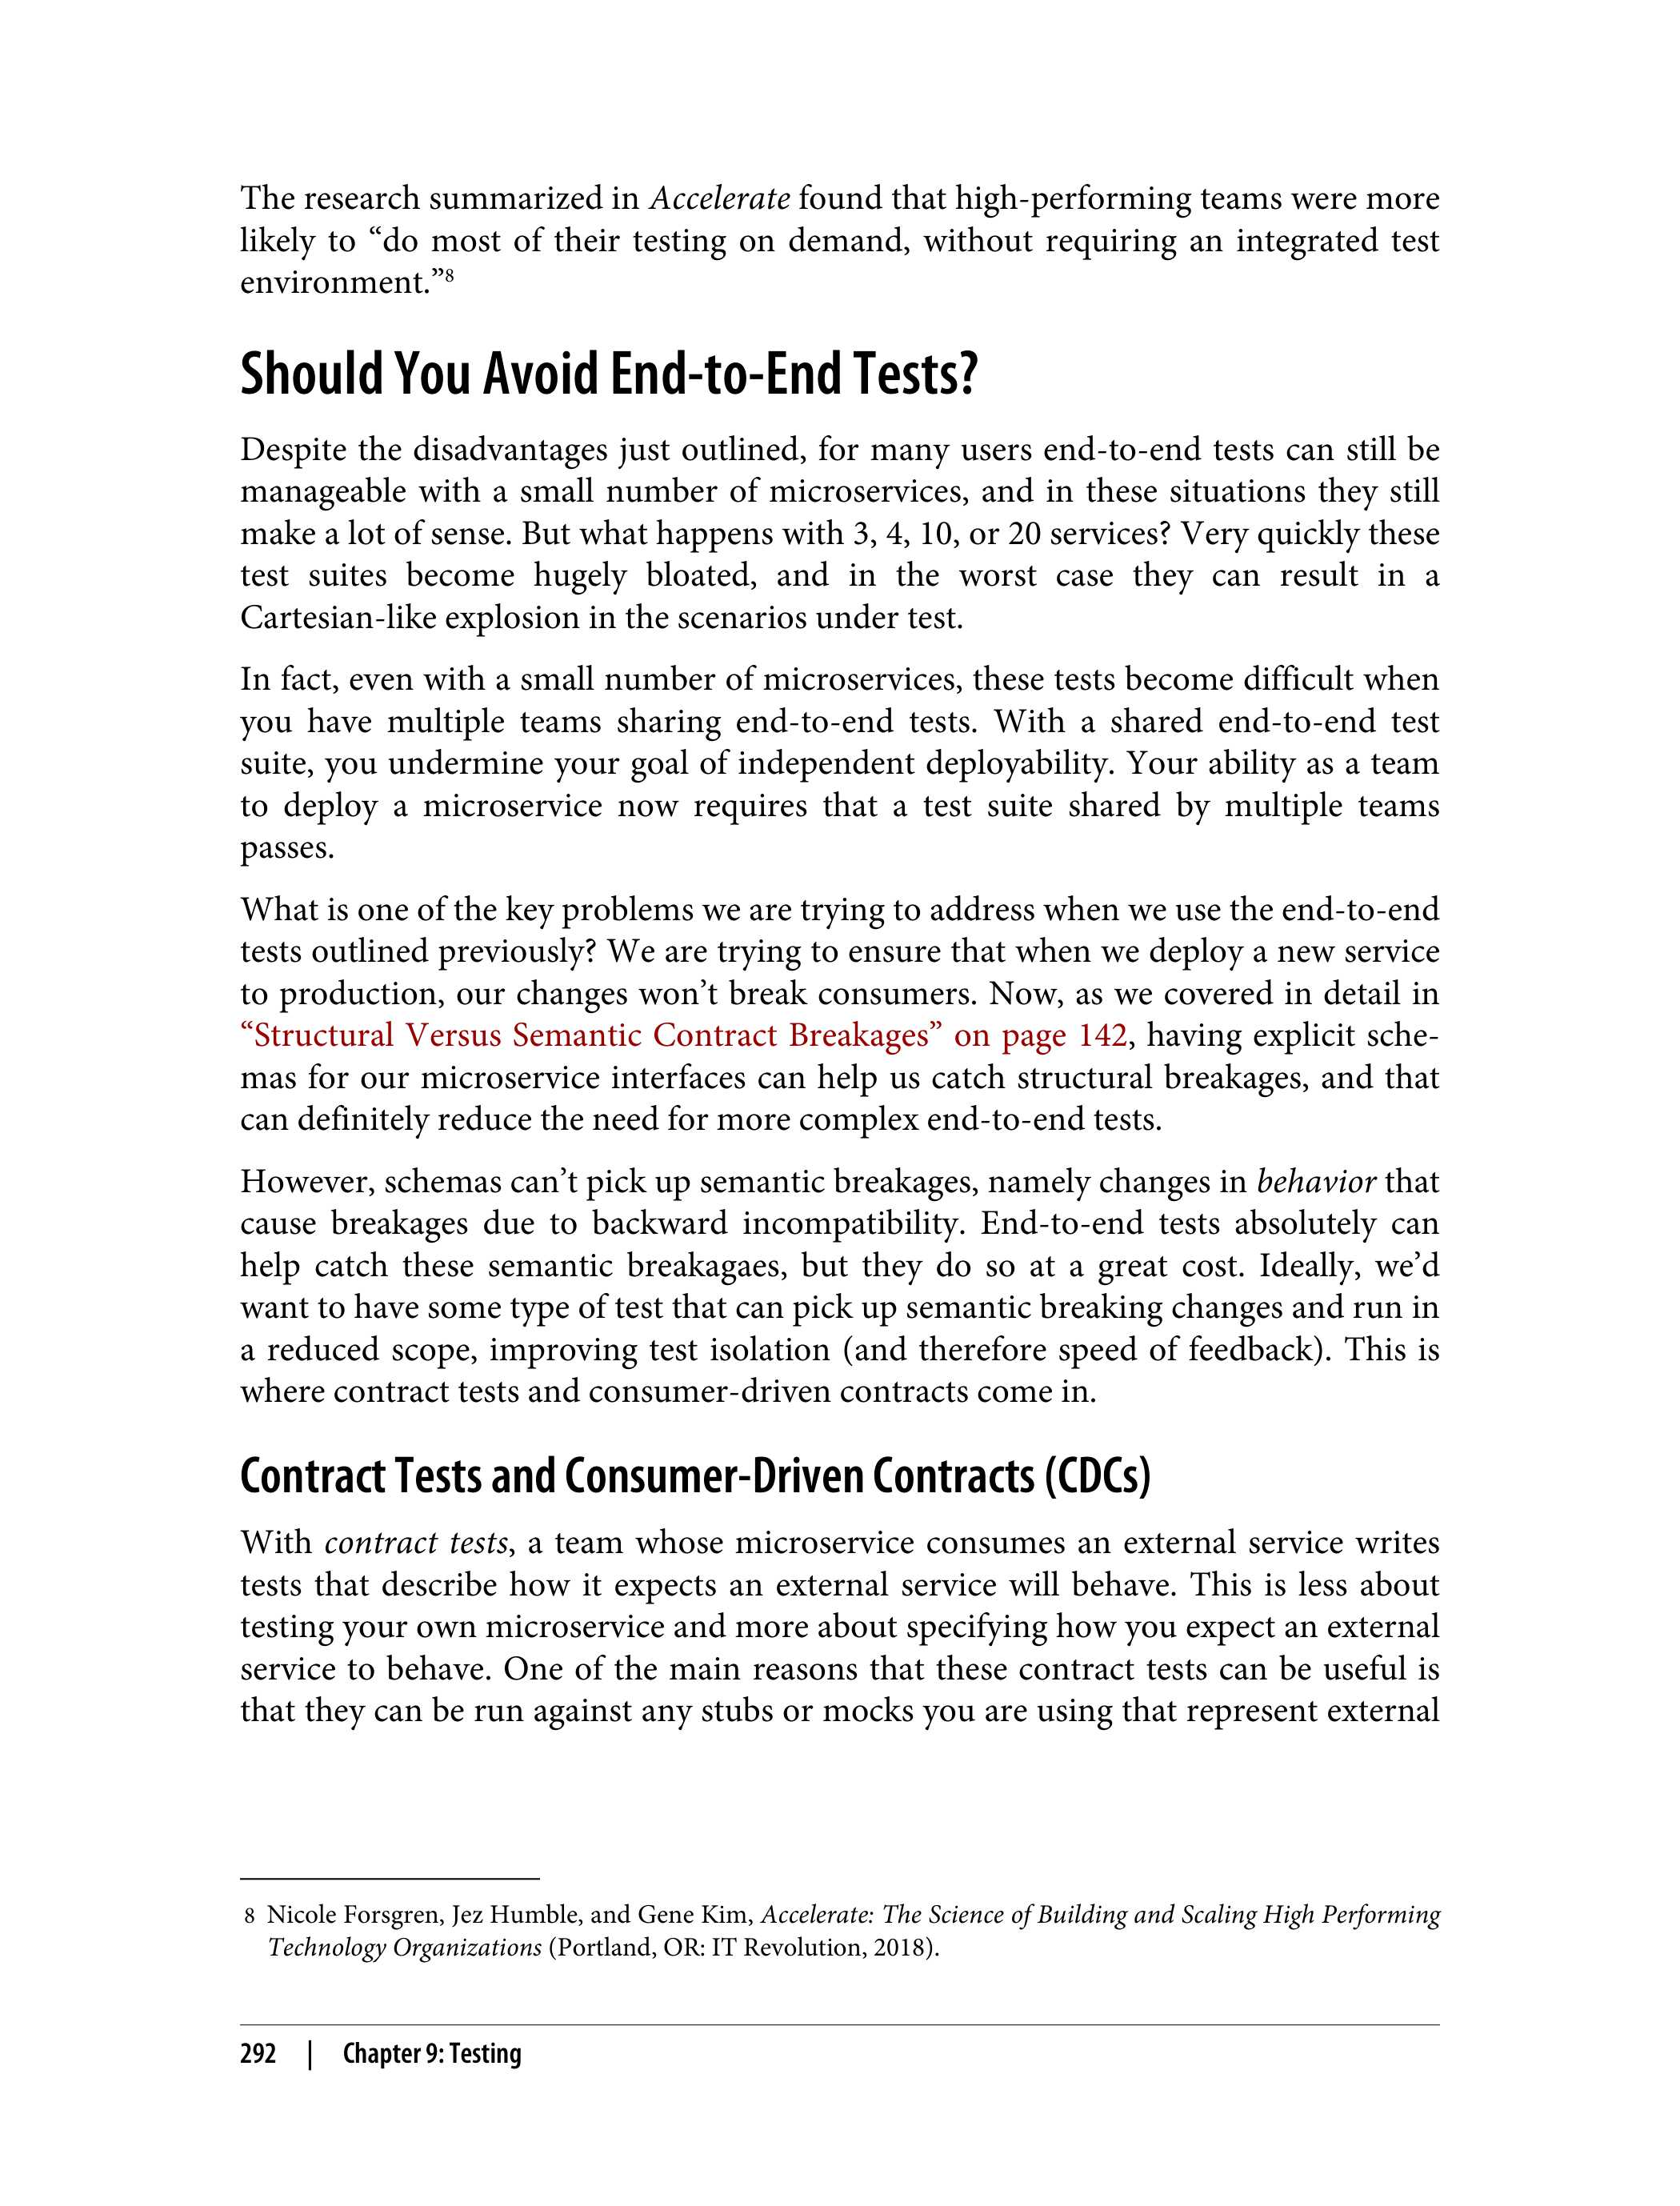 The research summarized in Accelerate found that high-performing teams were more
likely to “do most of their testing on demand, without requiring an integrated test
environment.”8
Should You Avoid End-to-End Tests?
Despite the disadvantages just outlined, for many users end-to-end tests can still be
manageable with a small number of microservices, and in these situations they still
make a lot of sense. But what happens with 3, 4, 10, or 20 services? Very quickly these
test suites become hugely bloated, and in the worst case they can result in a
Cartesian-like explosion in the scenarios under test.
In fact, even with a small number of microservices, these tests become difficult when
you have multiple teams sharing end-to-end tests. With a shared end-to-end test
suite, you undermine your goal of independent deployability. Your ability as a team
to deploy a microservice now requires that a test suite shared by multiple teams
passes.
What is one of the key problems we are trying to address when we use the end-to-end
tests outlined previously? We are trying to ensure that when we deploy a new service
to production, our changes won’t break consumers. Now, as we covered in detail in
“Structural Versus Semantic Contract Breakages” on page 142, having explicit sche-
mas for our microservice interfaces can help us catch structural breakages, and that
can definitely reduce the need for more complex end-to-end tests.
However, schemas can’t pick up semantic breakages, namely changes in behavior that
cause breakages due to backward incompatibility. End-to-end tests absolutely can
help catch these semantic breakagaes, but they do so at a great cost. Ideally, we’d
want to have some type of test that can pick up semantic breaking changes and run in
a reduced scope, improving test isolation (and therefore speed of feedback). This is
where contract tests and consumer-driven contracts come in.
Contract Tests and Consumer-Driven Contracts (CDCs)
With contract tests, a team whose microservice consumes an external service writes
tests that describe how it expects an external service will behave. This is less about
testing your own microservice and more about specifying how you expect an external
service to behave. One of the main reasons that these contract tests can be useful is
that they can be run against any stubs or mocks you are using that represent external
8 Nicole Forsgren, Jez Humble, and Gene Kim, Accelerate: The Science of Building and Scaling High Performing
Technology Organizations (Portland, OR: IT Revolution, 2018).
292 | Chapter 9: Testing